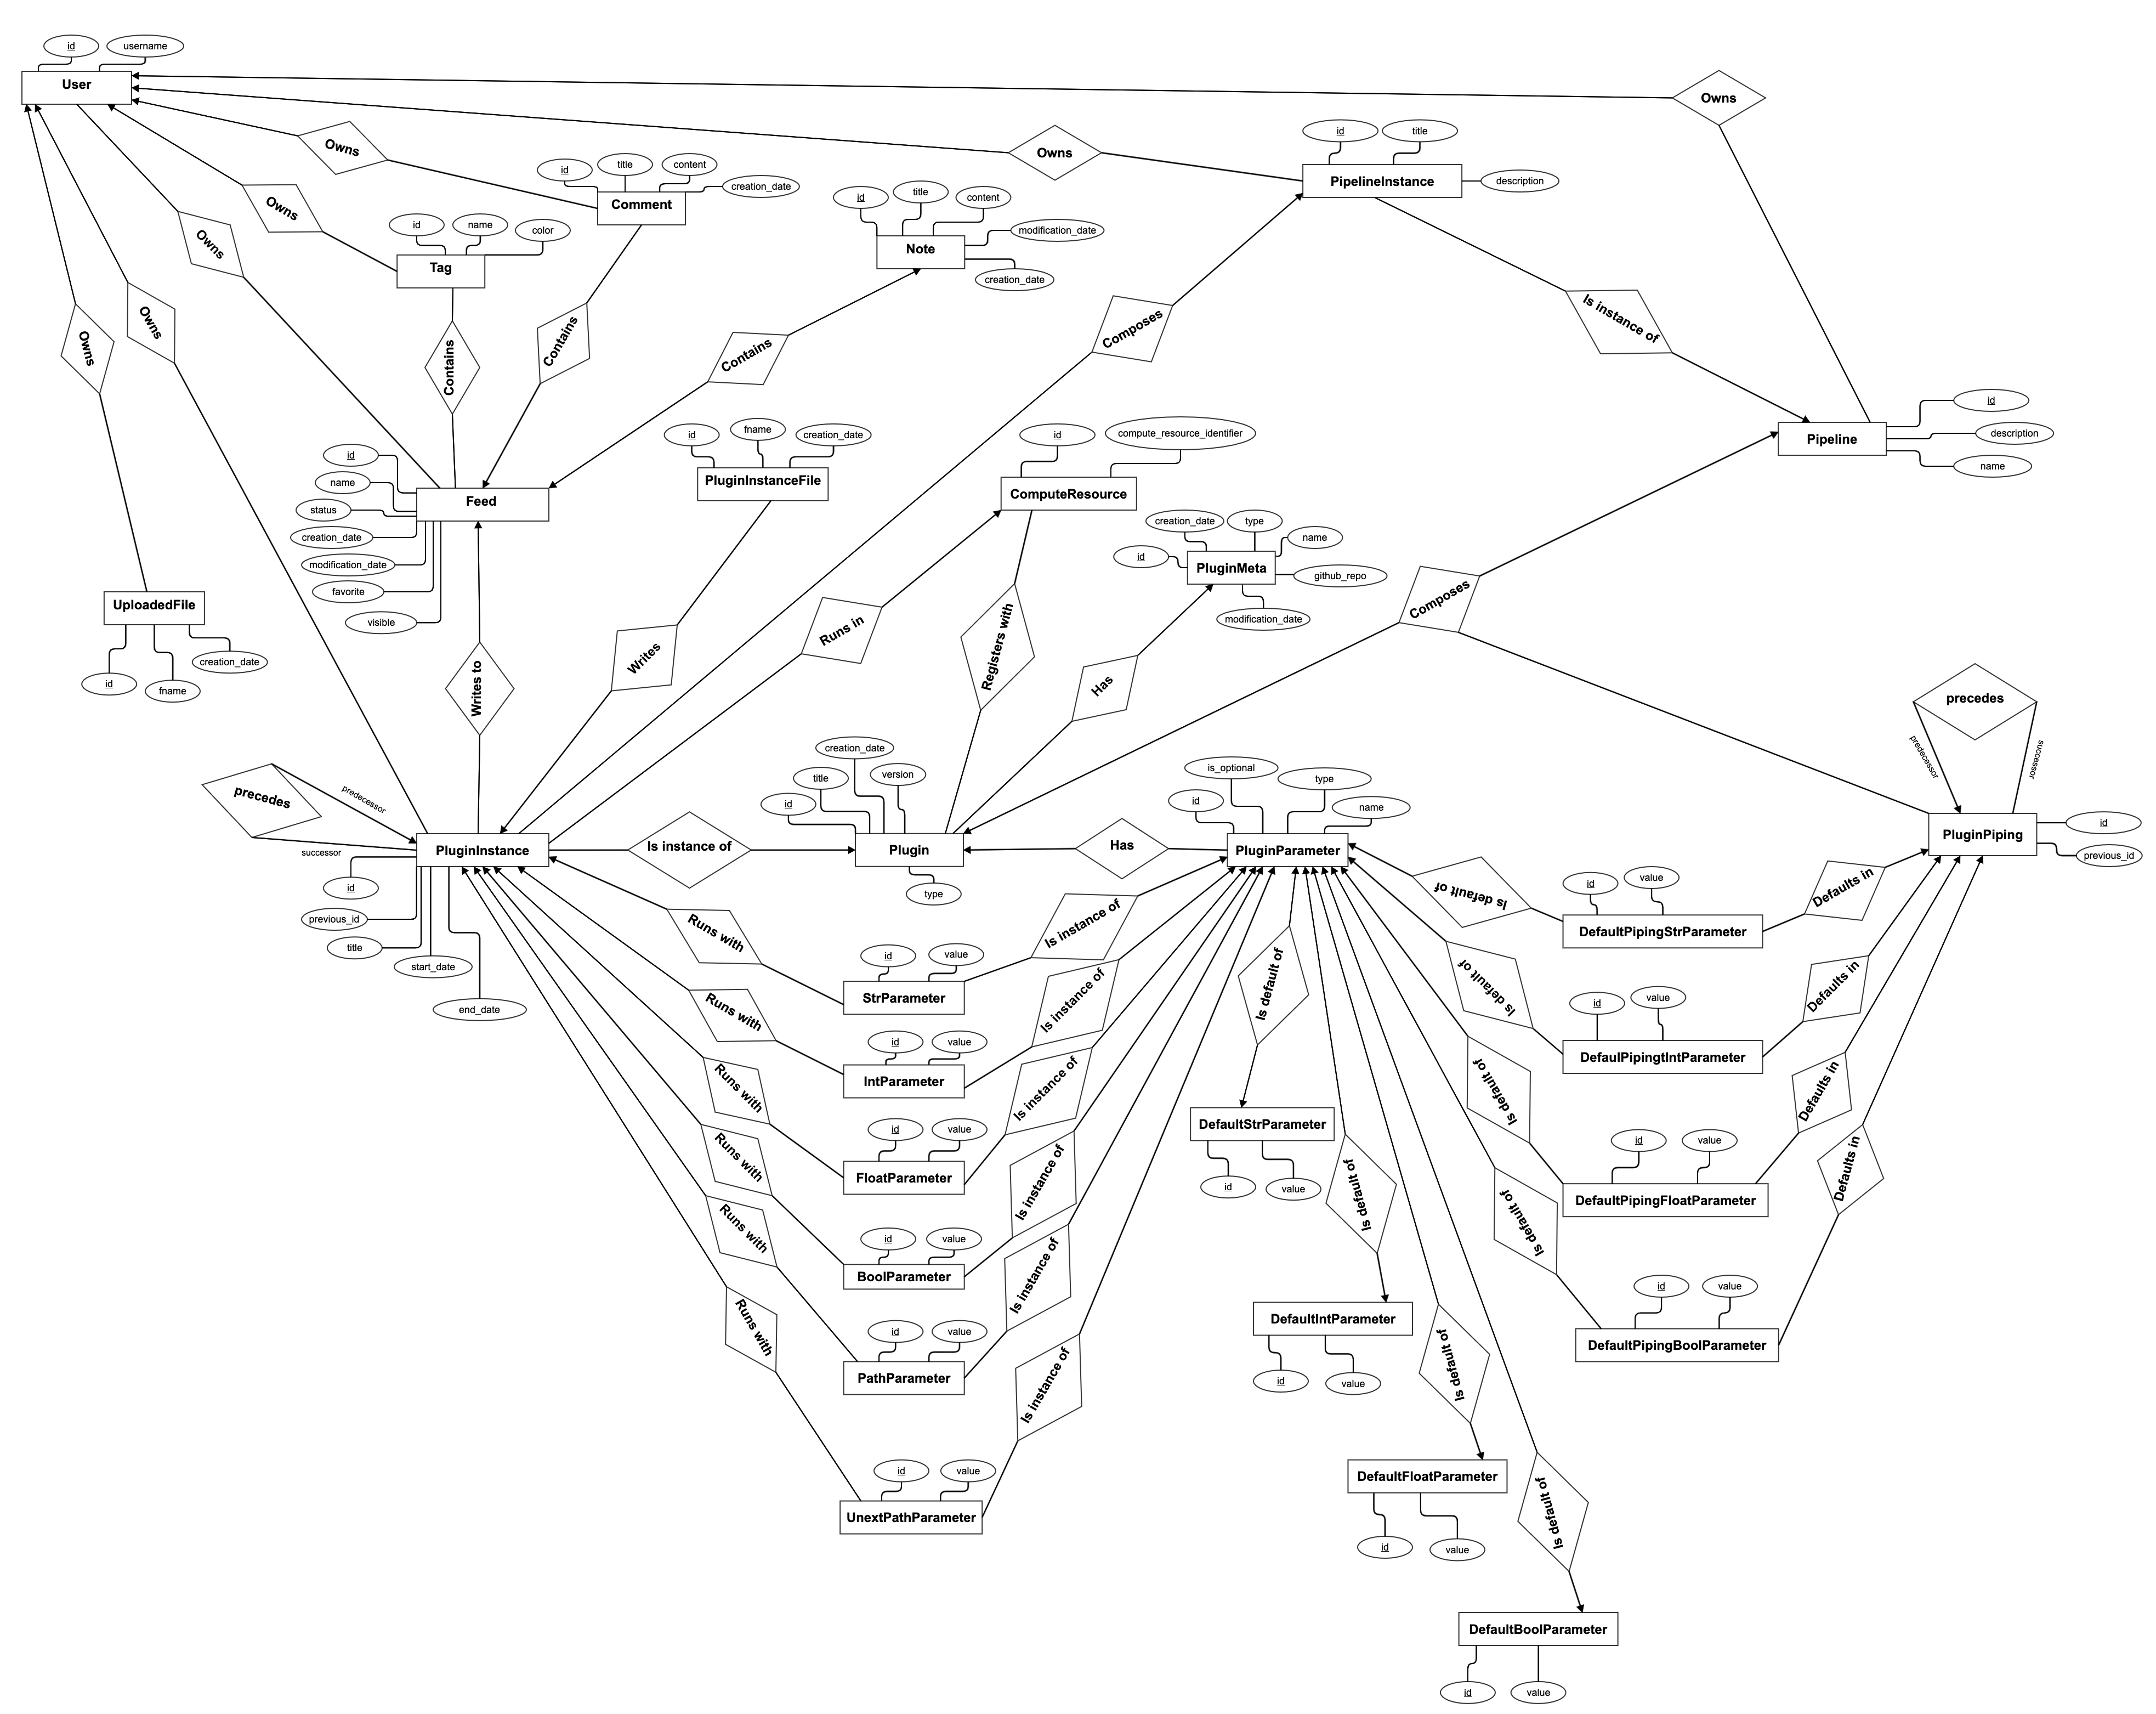 id
username
User
Owns
Owns
Owns
Owns
Owns
Owns
Owns
id
title
description
PipelineInstance
id
title
content
creation_date
Comment
id
title
content
modification_date
creation_date
Note
id
name
color
Tag
Contains
Contains
Contains
Composes
Is instance of
id
description
name
Pipeline
id
name
status
creation_date
modification_date
favorite
visible
Feed
id
fname
creation_date
PluginInstanceFile
id
compute_resource_identifier
ComputeResource
creation_date
type
name
id
github_repo
modification_date
PluginMeta
UploadedFile
id
fname
creation_date
Writes to
Writes
Runs in
Registers with
Has
Composes
precedes
predecessor
successor
precedes
predecessor
successor
PluginInstance
id
previous_id
title
start_date
end_date
Is instance of
creation_date
title
version
id
Plugin
type
Has
is_optional
type
id
name
PluginParameter
PluginPiping
id
previous_id
Runs with
Runs with
Runs with
Runs with
Runs with
Runs with
id
value
StrParameter
id
value
IntParameter
id
value
FloatParameter
id
value
BoolParameter
id
value
PathParameter
id
value
UnextPathParameter
Is instance of
Is instance of
Is instance of
Is instance of
Is instance of
Is instance of
Is default of
Is default of
Is default of
Is default of
DefaultStrParameter
id
value
DefaultIntParameter
id
value
DefaultFloatParameter
id
value
DefaultBoolParameter
id
value
Is default of
Is default of
Is default of
Is default of
id
value
DefaultPipingStrParameter
id
value
DefaulPipingtIntParameter
id
value
DefaultPipingFloatParameter
id
value
DefaultPipingBoolParameter
Defaults in
Defaults in
Defaults in
Defaults in